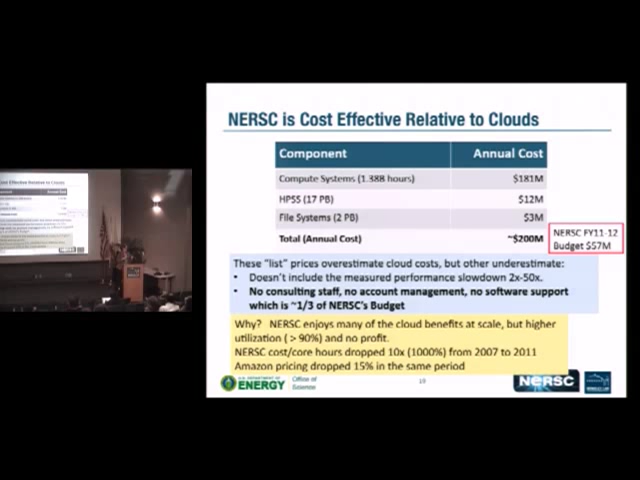 NERSC is Cost Effective Relative to Clouds
Component Annual Cost
Compute Systems (1.38B hours) $181M
HPSS (17 PB) $12M
File Systems (2 PB) $3M
Total (Annual Cost) ~$200M
NERSC FY11-12
Budget $57M
These "list" prices overestimate cloud costs, but other underestimate:
• Doesn't include the measured performance slowdown 2x-50x.
• No consulting staff, no account management, no software support
which is ~1/3 of NERSC's Budget
Why? NERSC enjoys many of the cloud benefits at scale, but higher
utilization ( > 90%) and no profit.
NERSC cost/core hours dropped 10x (1000%) from 2007 to 2011
Amazon pricing dropped 15% in the same period
U.S. DEPARTMENT OF
ENERGY
Office of
Science
19
NERSC